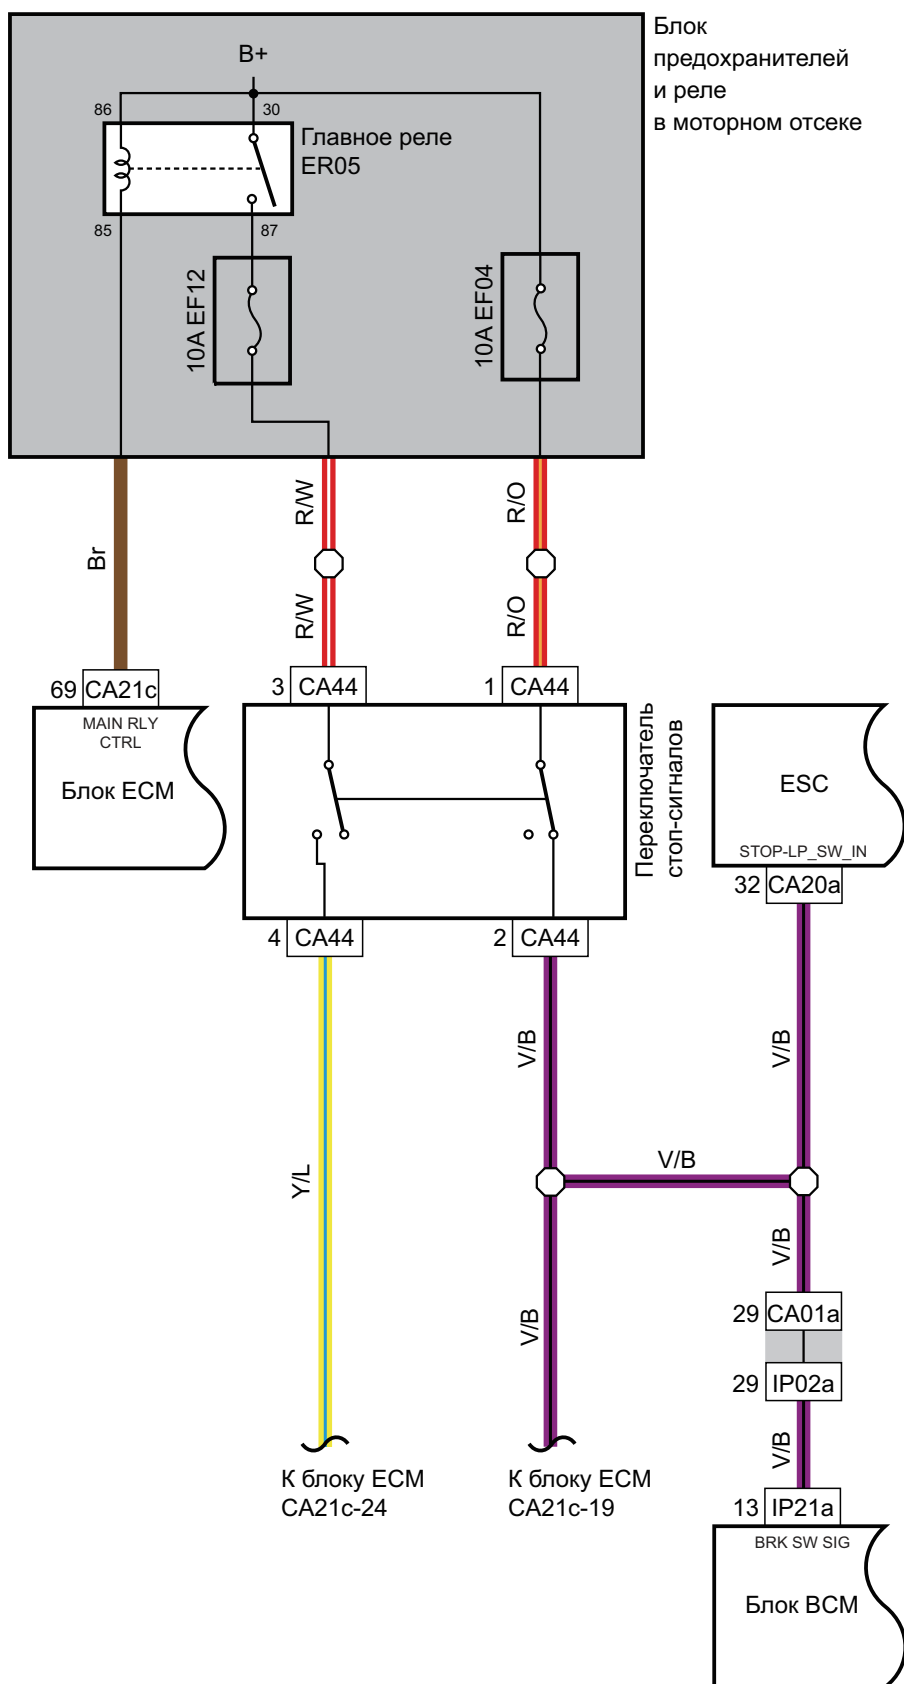 Блок
предохранителей
и реле
в моторном отсеке
B+
86
30
Главное реле
ER05
85
87
10A EF12
10A EF04
R/W
R/O
Br
R/W
R/O
69 CA21c
3 CA44
1 CA44
MAIN RLY
CTRL
Блок ECM
Переключатель
стоп-сигналов
ESC
STOP-LP_SW_IN
32 CA20a
4 CA44
2 CA44
V/B
V/B
Y/L
V/B
V/B
V/B
29 CA01a
29 IP02a
V/B
К блоку ECM
CA21c-24
К блоку ECM
CA21c-19
13 IP21a
BRK SW SIG
Блок BCM